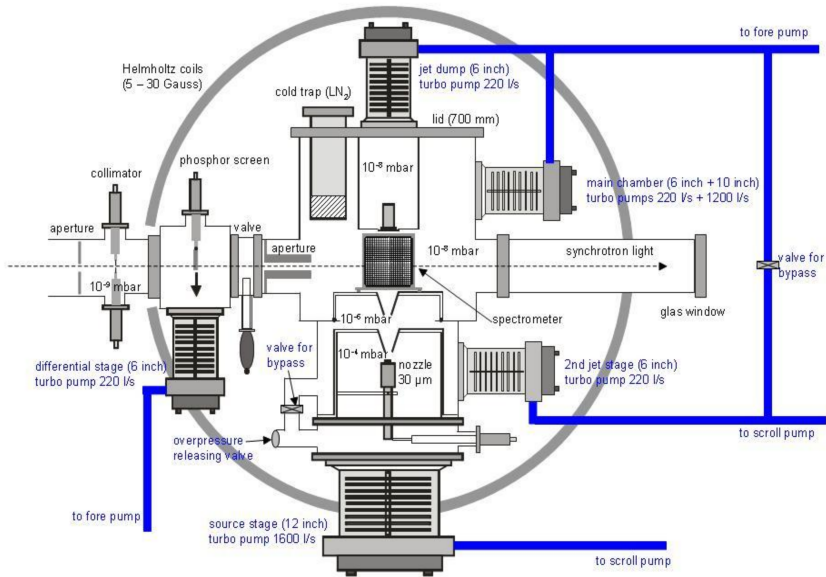 to fore pump
jet dump (6 inch)
turbo pump 220 l/s
Helmholtz coils
(5 – 30 Gauss)
cold trap (LN₂)
lid (700 mm)
phosphor screen
10⁻⁸ mbar
collimator
main chamber (6 inch + 10 inch)
turbo pumps 220 l/s + 1200 l/s
aperture
valve
aperture
10⁻⁸ mbar
synchrotron light
valve for
bypass
10⁻⁹ mbar
glas window
10⁻⁶ mbar
spectrometer
valve for
bypass
10⁻⁴ mbar
nozzle
30 µm
differential stage (6 inch)
turbo pump 220 l/s
2nd jet stage (6 inch)
turbo pump 220 l/s
to scroll pump
overpressure
releasing valve
to fore pump
source stage (12 inch)
turbo pump 1600 l/s
to scroll pump